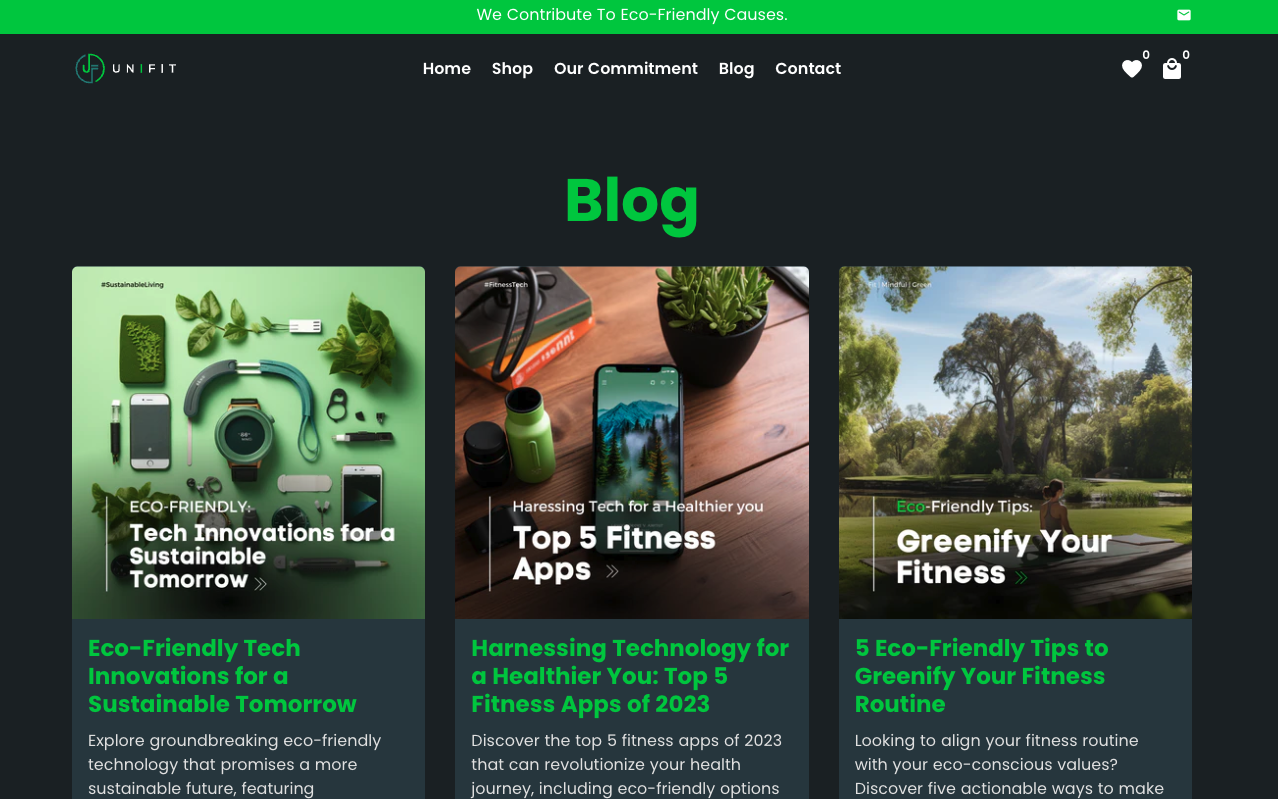 We Contribute To Eco-Friendly Causes.
UNIFIT
Home Shop Our Commitment Blog Contact
0 0
Blog
#SustainableLiving
ECO-FRIENDLY:
Tech Innovations for a
Sustainable
Tomorrow
Eco-Friendly Tech
Innovations for a
Sustainable Tomorrow
Explore groundbreaking eco-friendly
technology that promises a more
sustainable future, featuring
#FitnessTech
Haressing Tech for a Healthier you
Top 5 Fitness
Apps
Harnessing Technology for
a Healthier You: Top 5
Fitness Apps of 2023
Discover the top 5 fitness apps of 2023
that can revolutionize your health
journey, including eco-friendly options
Fit | Mindful | Green
Eco-Friendly Tips:
Greenify Your
Fitness
5 Eco-Friendly Tips to
Greenify Your Fitness
Routine
Looking to align your fitness routine
with your eco-conscious values?
Discover five actionable ways to make